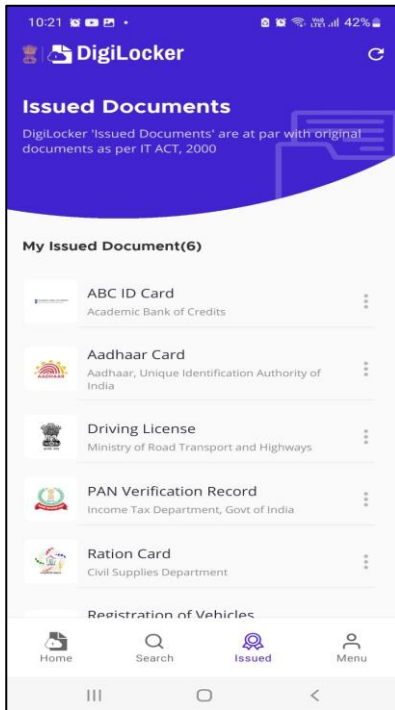 10:21
Vo))
LTE1
42%
DigiLocker
Issued Documents
DigiLocker 'Issued Documents' are at par with original
documents as per IT ACT, 2000
My Issued Document(6)
ABC ID Card
Academic Bank of Credits
Aadhaar Card
AADHAAR
Aadhaar, Unique Identification Authority of
India
Driving License
Ministry of Road Transport and Highways
PAN Verification Record
Income Tax Department, Govt of India
Ration Card
Civil Supplies Department
Registration of Vehicles
Home
Search
Issued
Menu